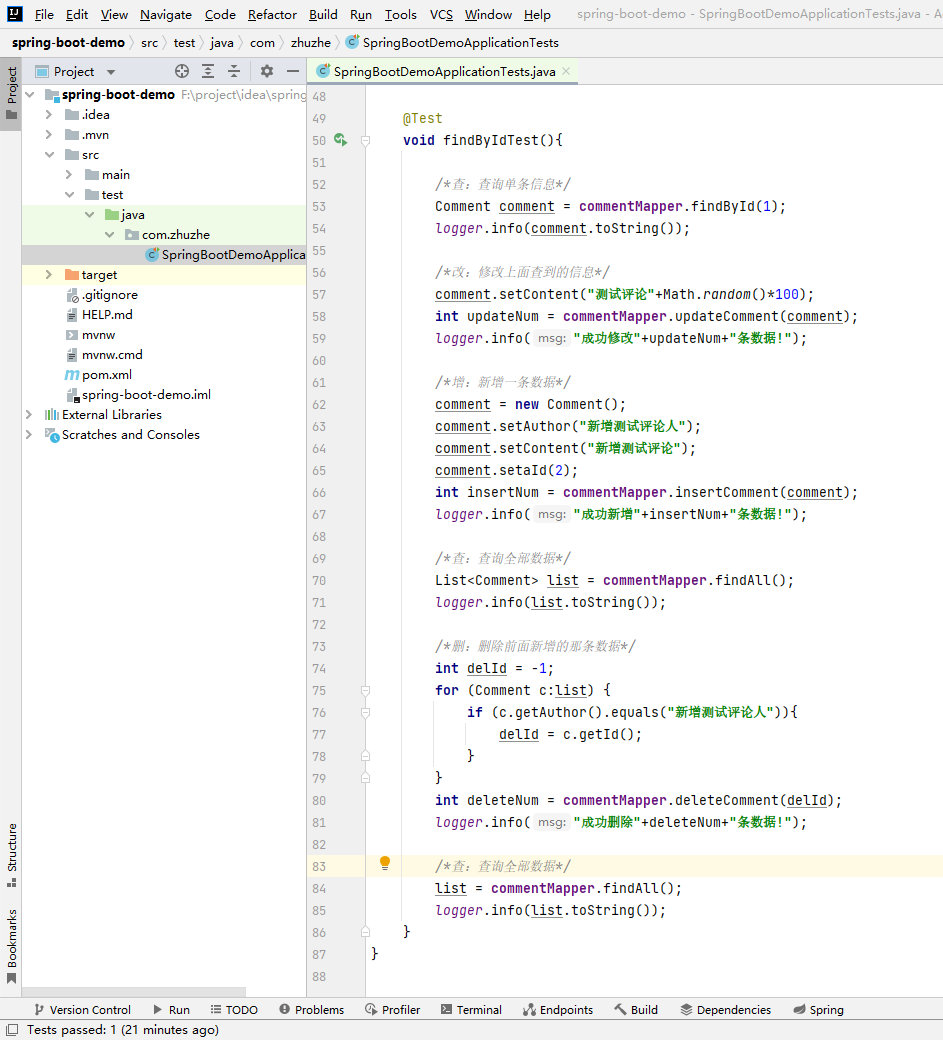 File Edit View Navigate Code Refactor Build Run Tools VCS Window Help spring-boot-demo - SpringBootDemoApplicationTests.java - A
spring-boot-demo src test java com zhuzhe SpringBootDemoApplicationTests
Project
Project
SpringBootDemoApplicationTests.java
spring-boot-demo F:\project\idea\spring
.idea
.mvn
src
main
test
java
com.zhuzhe
SpringBootDemoApplica
target
.gitignore
HELP.md
mvnw
mvnw.cmd
pom.xml
spring-boot-demo.iml
External Libraries
Scratches and Consoles
48
49 @Test
50 void findByIdTest(){
51
52 /*查：查询单条信息*/
53 Comment comment = commentMapper.findById(1);
54 logger.info(comment.toString());
55
56 /*改：修改上面查到的信息*/
57 comment.setContent("测试评论"+Math.random()*100);
58 int updateNum = commentMapper.updateComment(comment);
59 logger.info( msg: "成功修改"+updateNum+"条数据!");
60
61 /*增：新增一条数据*/
62 comment = new Comment();
63 comment.setAuthor("新增测试评论人");
64 comment.setContent("新增测试评论");
65 comment.setaId(2);
66 int insertNum = commentMapper.insertComment(comment);
67 logger.info( msg: "成功新增"+insertNum+"条数据!");
68
69 /*查：查询全部数据*/
70 List<Comment> list = commentMapper.findAll();
71 logger.info(list.toString());
72
73 /*删：删除前面新增的那条数据*/
74 int delId = -1;
75 for (Comment c:list) {
76 if (c.getAuthor().equals("新增测试评论人")){
77 delId = c.getId();
78 }
79 }
80 int deleteNum = commentMapper.deleteComment(delId);
81 logger.info( msg: "成功删除"+deleteNum+"条数据!");
82
83 /*查：查询全部数据*/
84 list = commentMapper.findAll();
85 logger.info(list.toString());
86 }
87 }
88
Structure
Bookmarks
Version Control Run TODO Problems Profiler Terminal Endpoints Build Dependencies Spring
Tests passed: 1 (21 minutes ago)